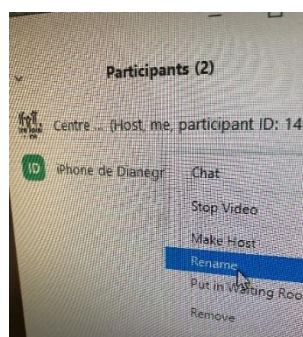 Participants (2)
Centre ... (Host, me, participant ID: 14
ID iPhone de Dianegr
Chat
Stop Video
Make Host
Rename
Put in Waiting Roo
Remove